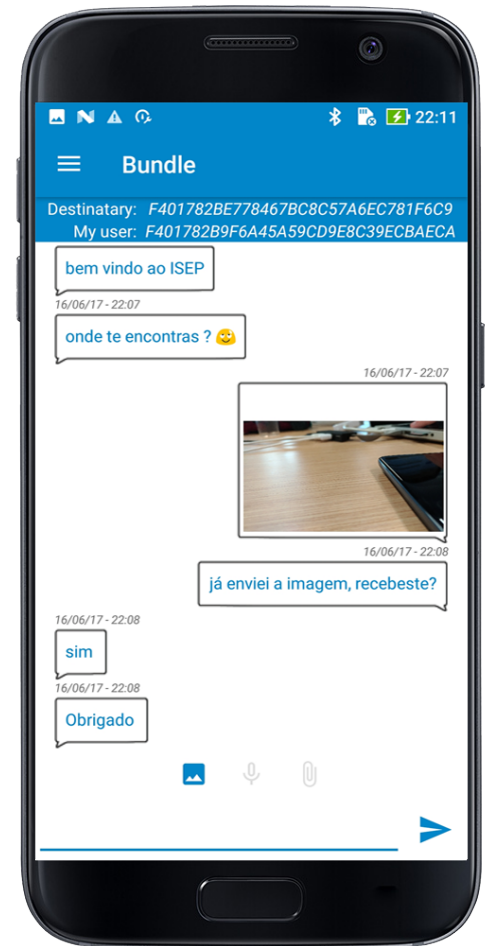 22:11
Bundle
Destinatary: F401782BE778467BC8C57A6EC781F6C9
My user: F401782B9F6A45A59CD9E8C39ECBAECA
bem vindo ao ISEP
16/06/17 - 22:07
onde te encontras ?
16/06/17 - 22:07
16/06/17 - 22:08
já enviei a imagem, recebeste?
16/06/17 - 22:08
sim
16/06/17 - 22:08
Obrigado